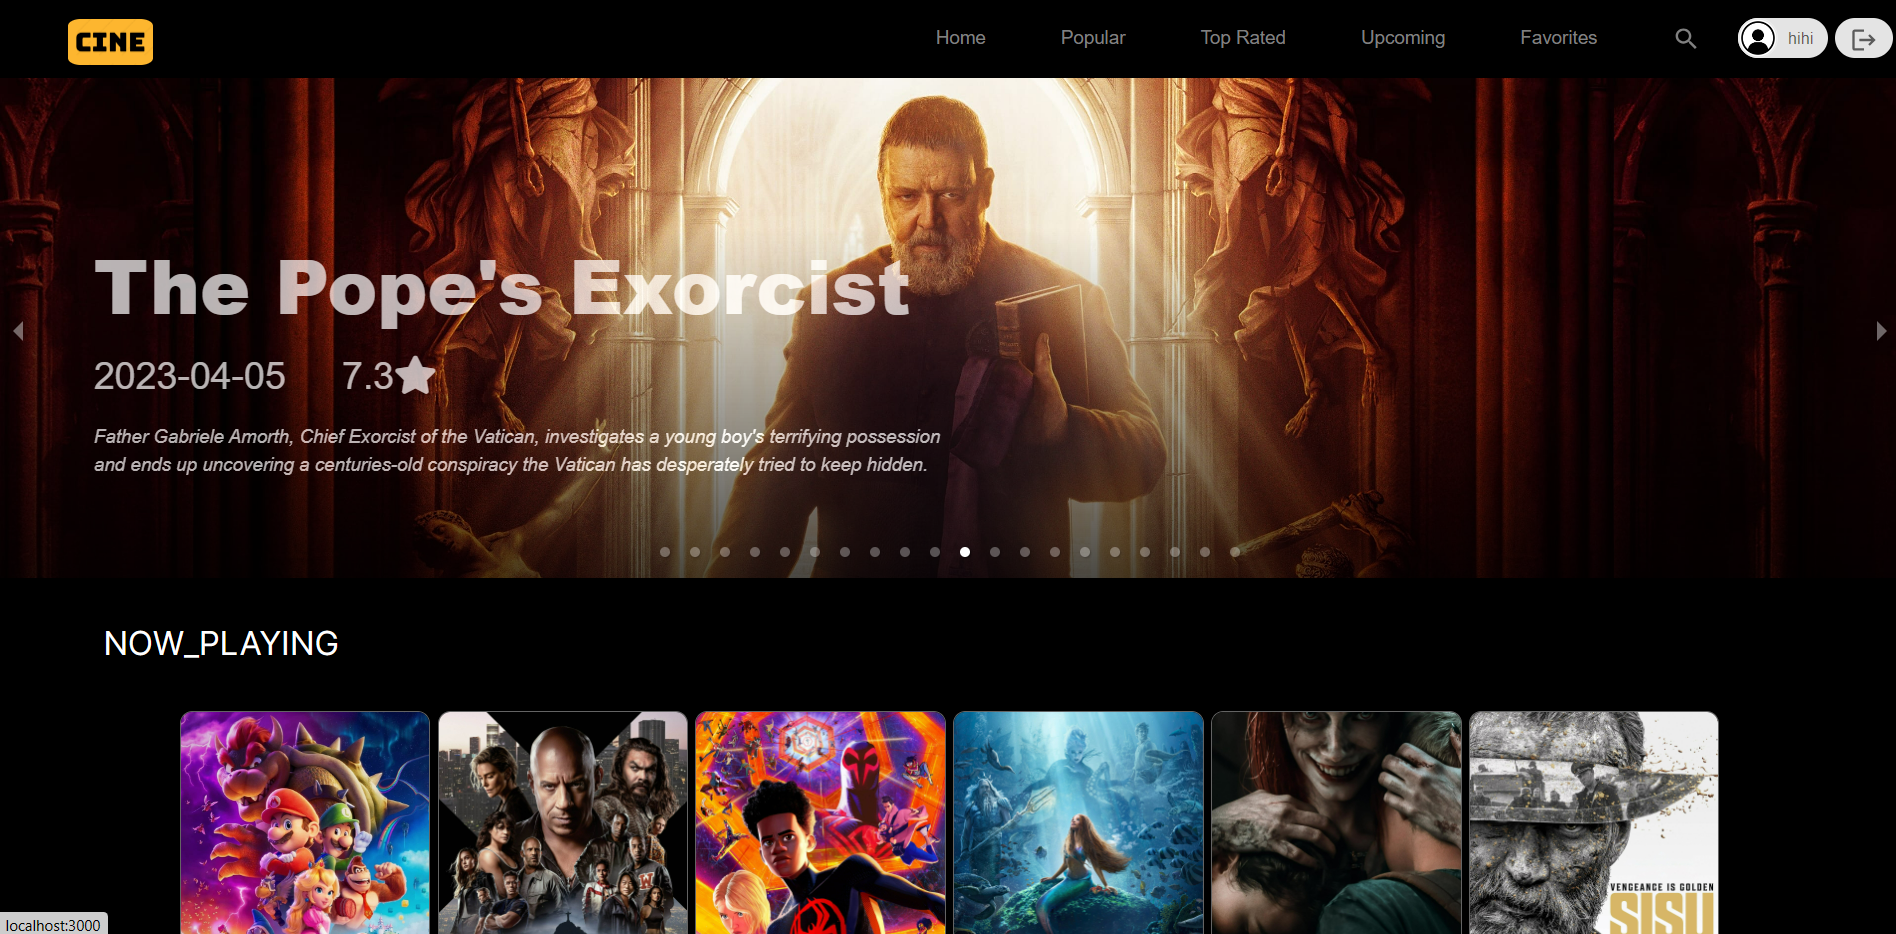 CINE
Home
Popular
Top Rated
Upcoming
Favorites
hihi
The Pope's Exorcist
2023-04-05
7.3
Father Gabriele Amorth, Chief Exorcist of the Vatican, investigates a young boy's terrifying possession
and ends up uncovering a centuries-old conspiracy the Vatican has desperately tried to keep hidden.
NOW_PLAYING
VENGEANCE IS GOLDEN
SISU
localhost:3000